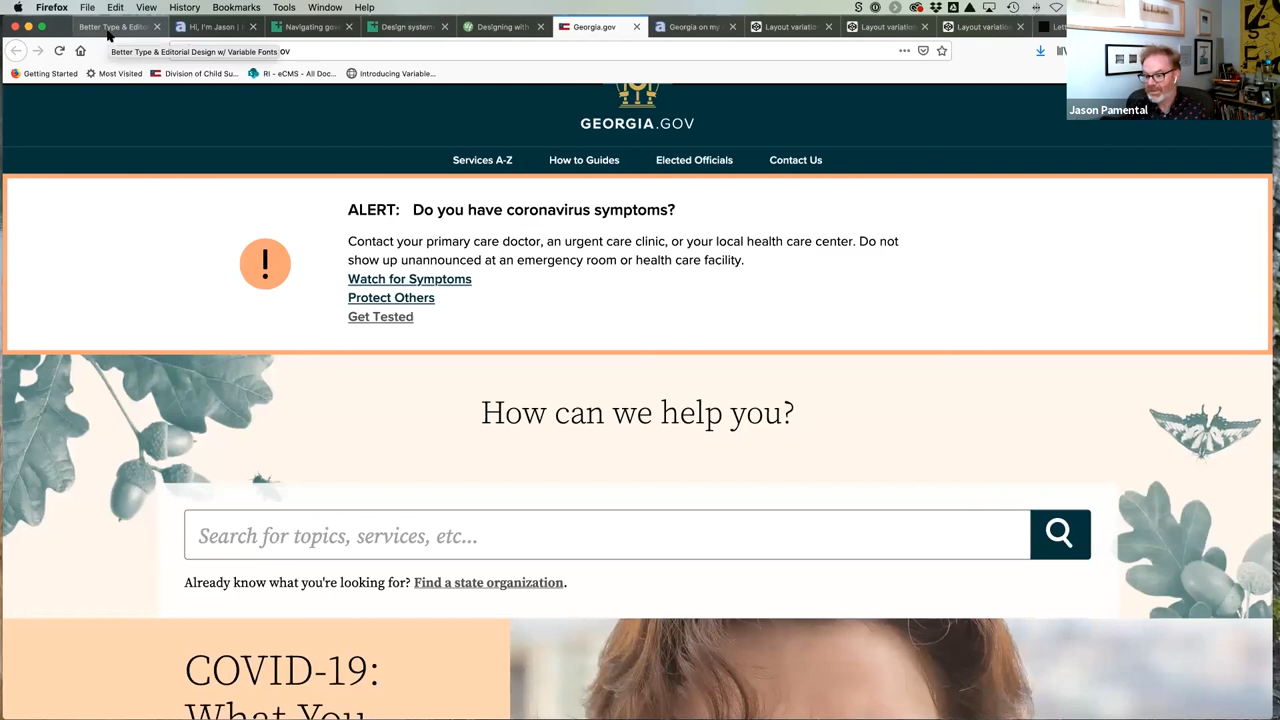 Firefox File Edit View History Bookmarks Tools Window Help
Better Type & Edito Hi, I'm Jason | Navigating gov Design system Designing with Georgia.gov Georgia on my Layout variation Layout variation Layout variation Lett
Better Type & Editorial Design w/ Variable Fonts ov
Getting Started Most Visited Division of Child Su... RI - eCMS - All Doc... Introducing Variable...
Jason Pamental
GEORGIA.GOV
Services A-Z How to Guides Elected Officials Contact Us
ALERT: Do you have coronavirus symptoms?
Contact your primary care doctor, an urgent care clinic, or your local health care center. Do not
show up unannounced at an emergency room or health care facility.
Watch for Symptoms
Protect Others
Get Tested
How can we help you?
Search for topics, services, etc...
Already know what you're looking for? Find a state organization.
COVID-19:
What You